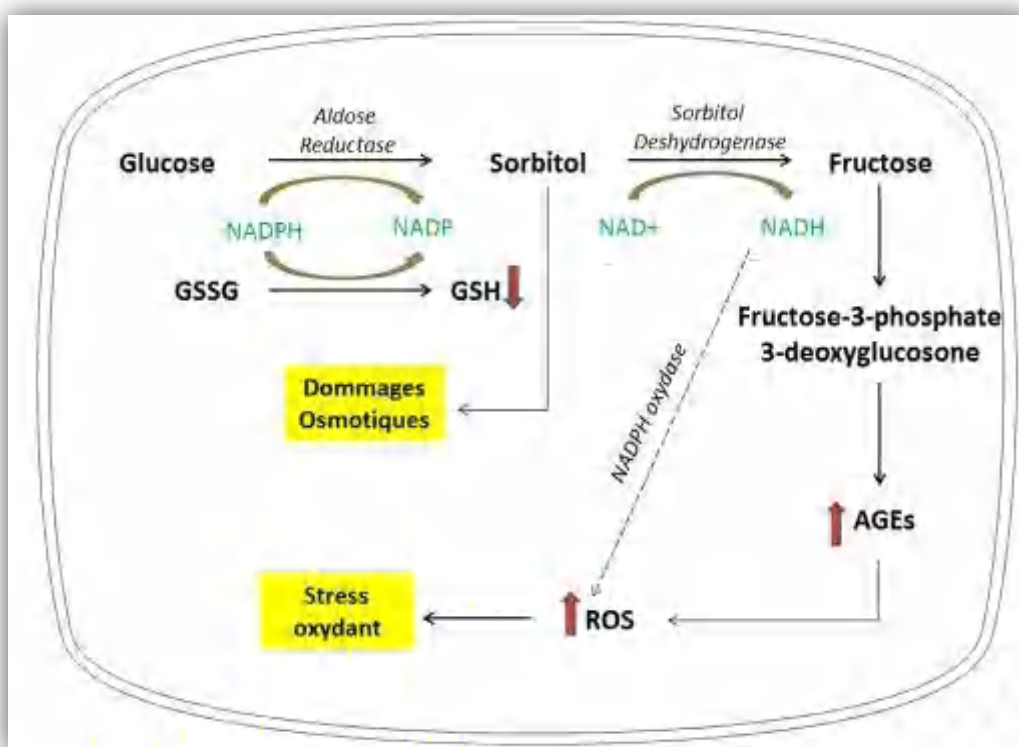 Aldose
Reductase
Sorbitol
Deshydrogenase
Glucose
Sorbitol
Fructose
NADPH
NADP
NAD+
NADH
GSSG
GSH
Fructose-3-phosphate
3-deoxyglucosone
NADPH oxydase
Dommages
Osmotiques
AGEs
Stress
oxydant
ROS